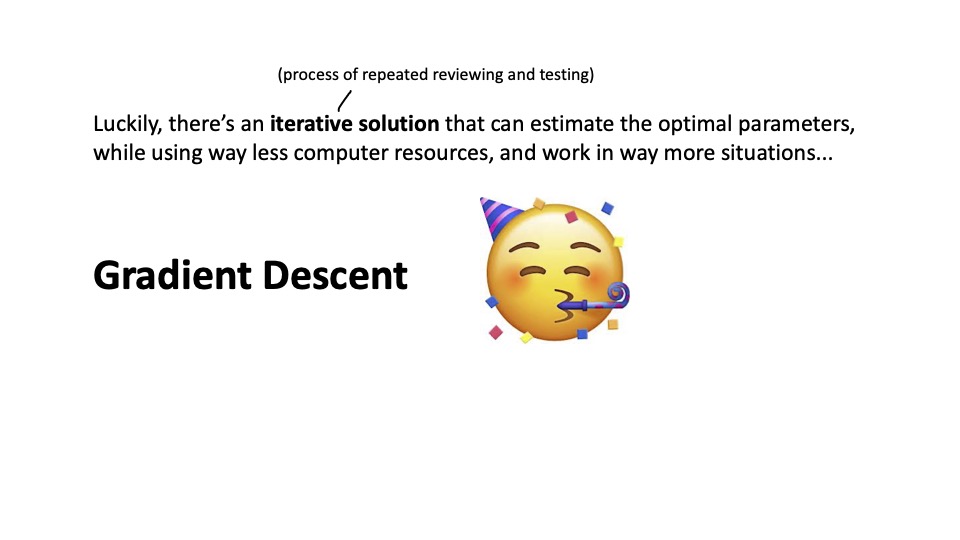 (process of repeated reviewing and testing)
Luckily, there’s an iterative solution that can estimate the optimal parameters,
while using way less computer resources, and work in way more situations...
Gradient Descent